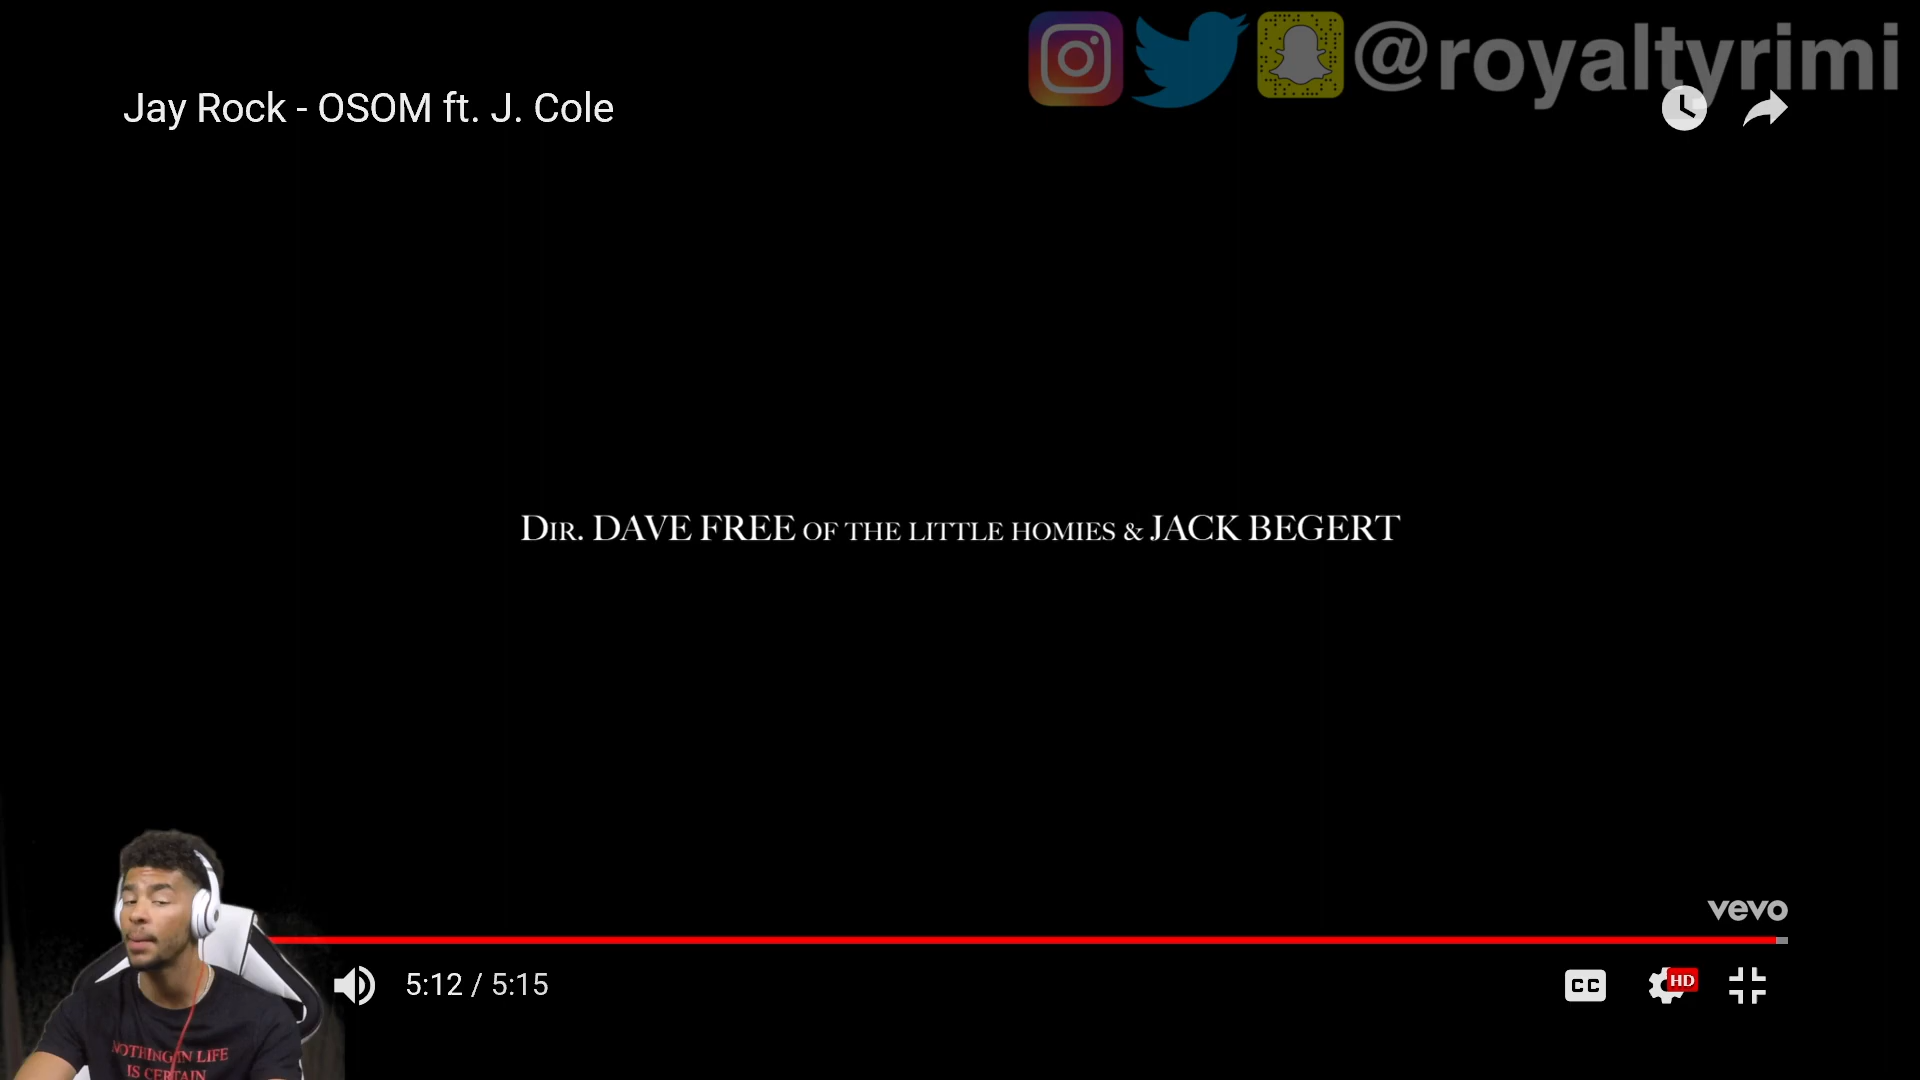 @royaltyrimi
Jay Rock - OSOM ft. J. Cole
DIR. DAVE FREE OF THE LITTLE HOMIES & JACK BEGERT
vevo
5:12 / 5:15
CC
HD
NOTHING IN LIFE
IS CERTAIN